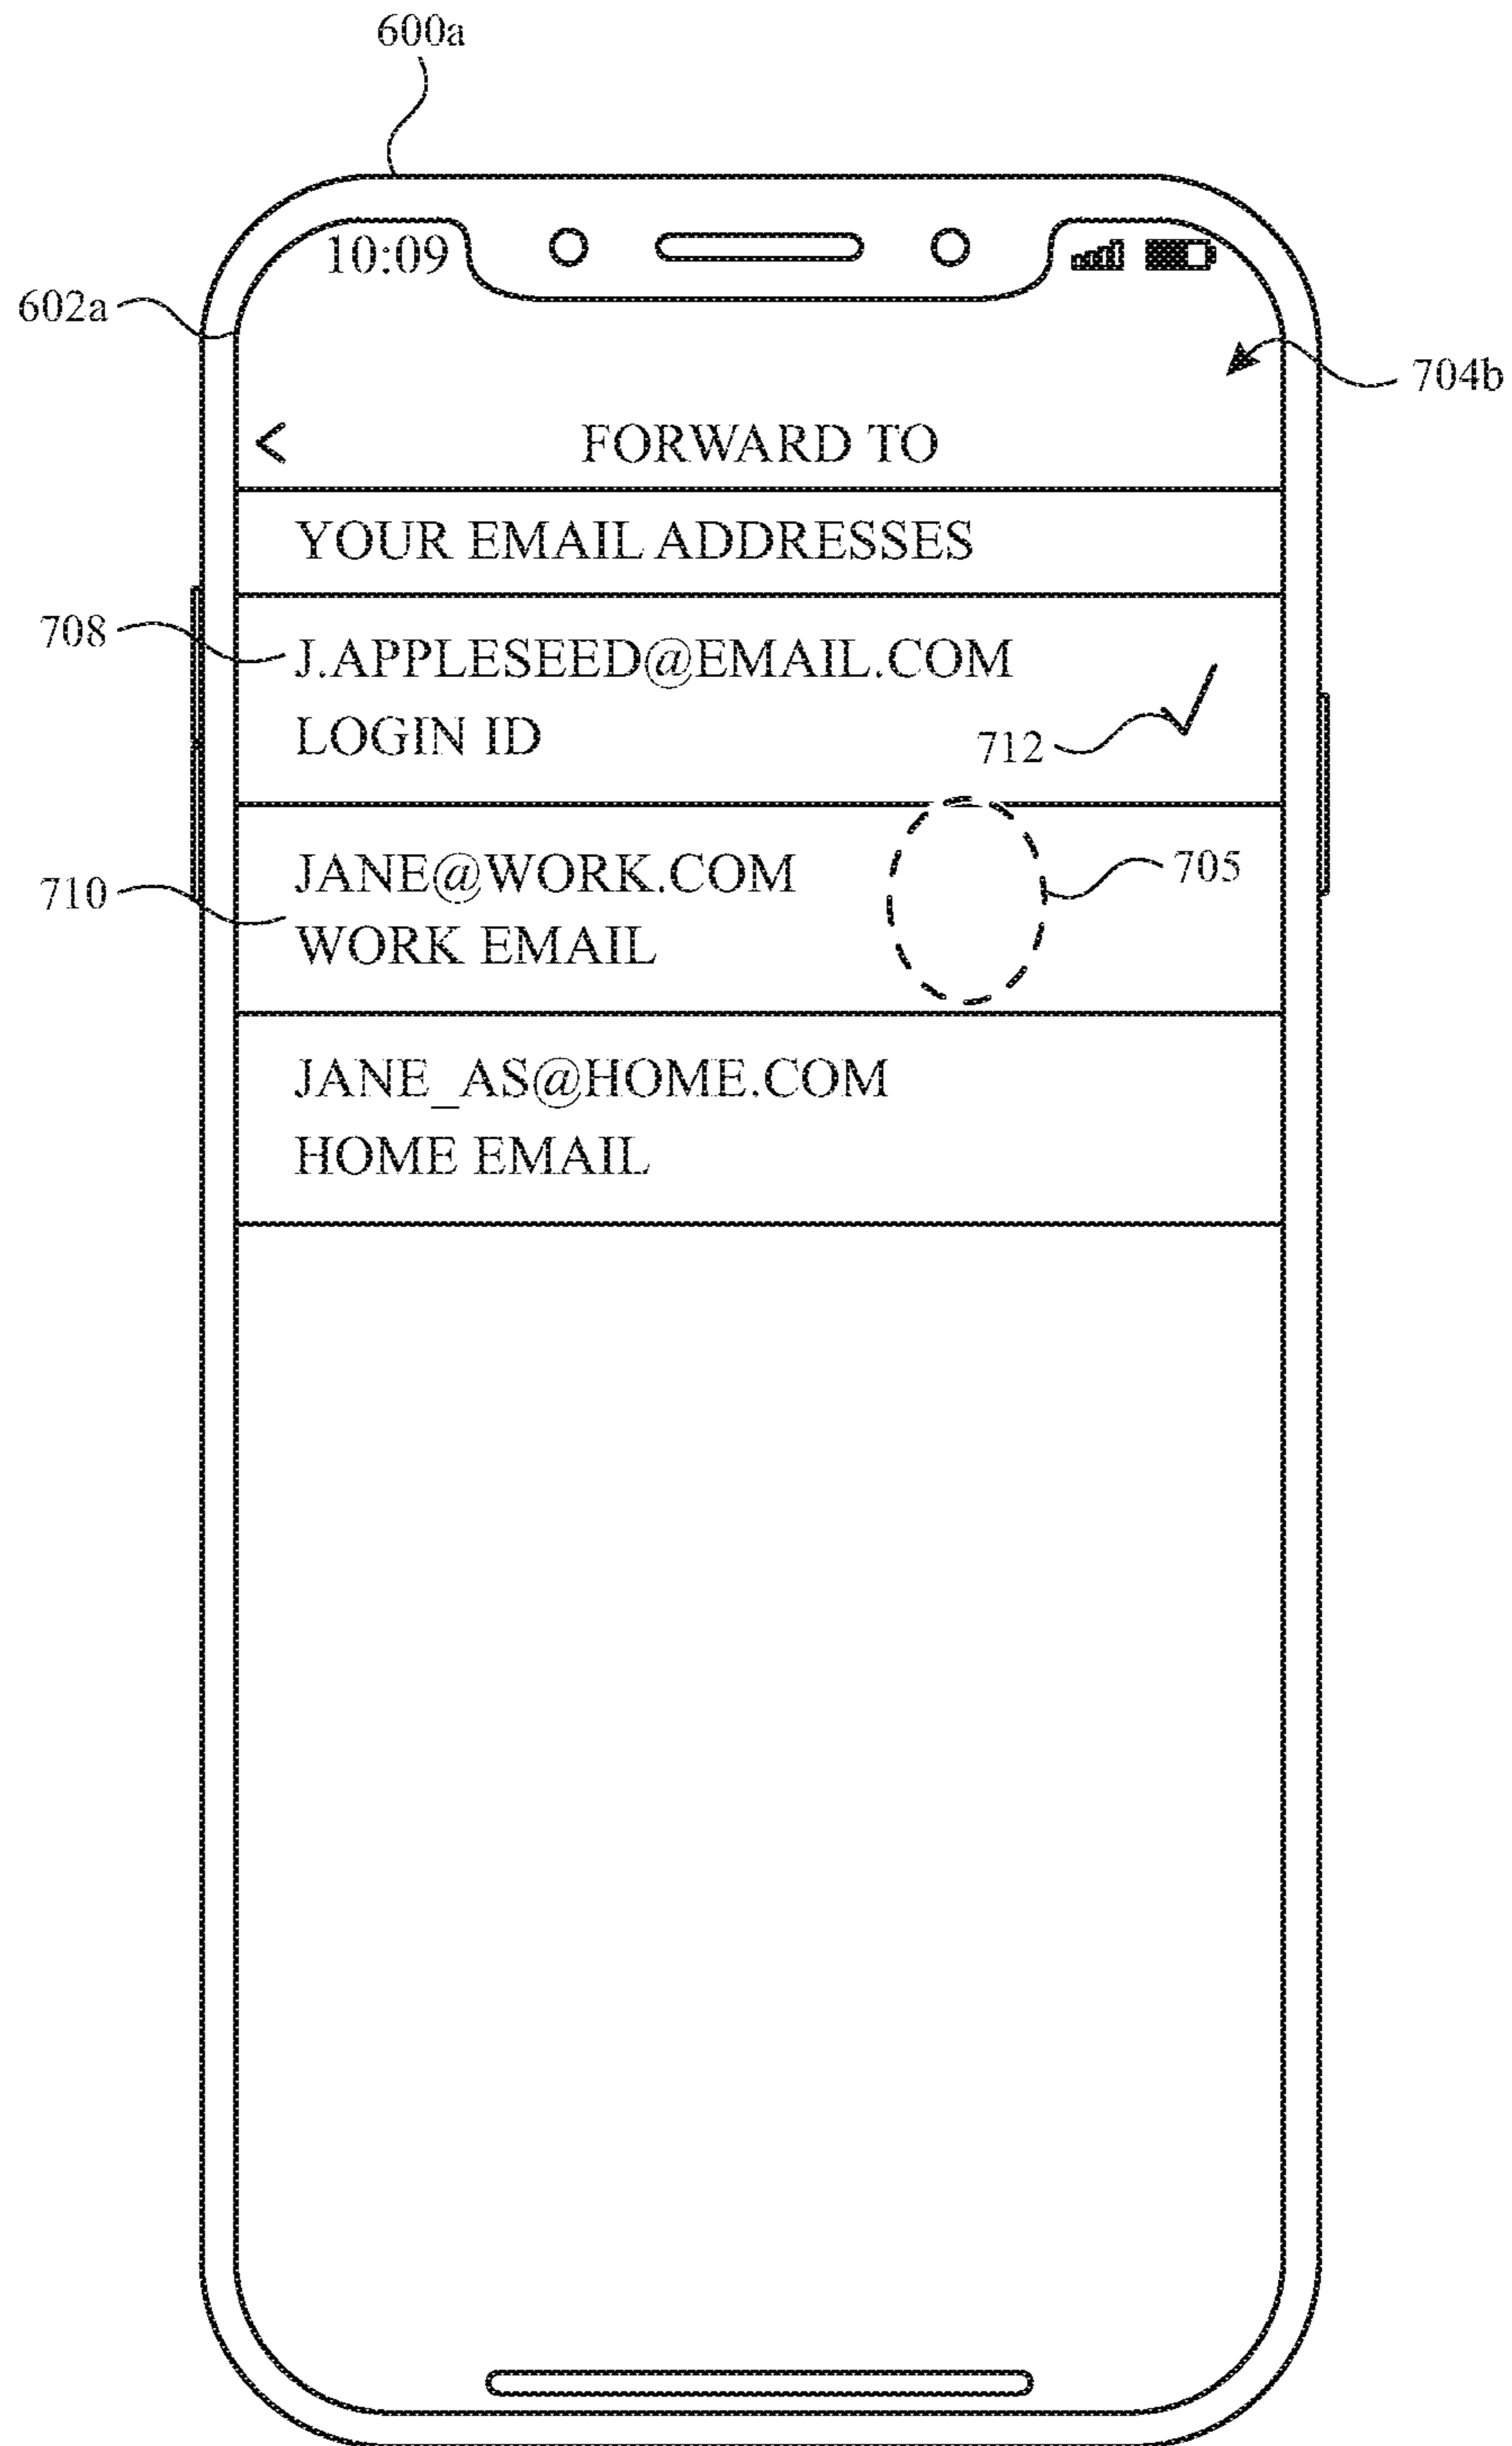 600a
10:09
602a
704b
<
FORWARD TO
YOUR EMAIL ADDRESSES
708
J.APPLESEED@EMAIL.COM
LOGIN ID
712
JANE@WORK.COM
705
710
WORK EMAIL
JANE_AS@HOME.COM
HOME EMAIL